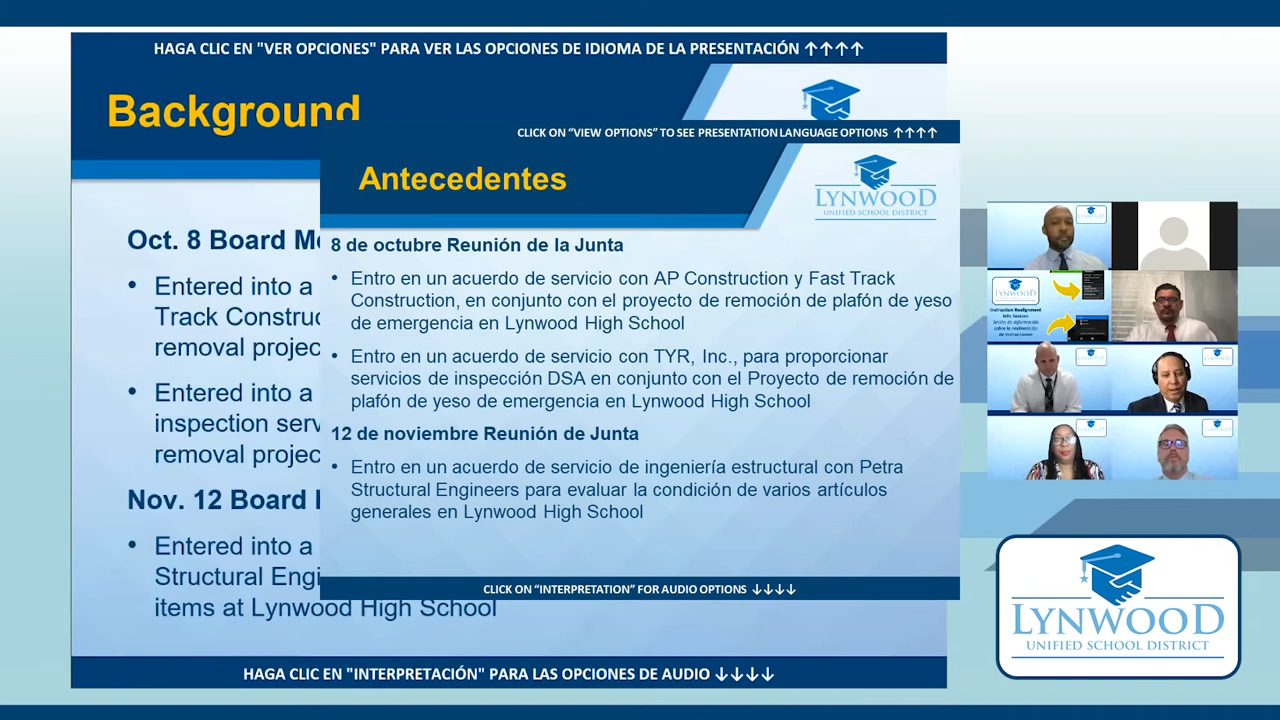 HAGA CLIC EN "VER OPCIONES" PARA VER LAS OPCIONES DE IDIOMA DE LA PRESENTACIÓN ↑↑↑↑
Background
Oct. 8 Board
• Entered into a
Track
removal
• Entered into a
inspection
removal
Nov. 12 Board
• Entered into a
Structural
items at Lynwood High School
HAGA CLIC EN "INTERPRETACIÓN" PARA LAS OPCIONES DE AUDIO ↓↓↓↓
CLICK ON “VIEW OPTIONS” TO SEE PRESENTATION LANGUAGE OPTIONS ↑↑↑↑
Antecedentes
LYNWOOD
UNIFIED SCHOOL DISTRICT
8 de octubre Reunión de la Junta
• Entro en un acuerdo de servicio con AP Construction y Fast Track
Construction, en conjunto con el proyecto de remoción de plafón de yeso
de emergencia en Lynwood High School
• Entro en un acuerdo de servicio con TYR, Inc., para proporcionar
servicios de inspección DSA en conjunto con el Proyecto de remoción de
plafón de yeso de emergencia en Lynwood High School
12 de noviembre Reunión de Junta
• Entro en un acuerdo de servicio de ingeniería estructural con Petra
Structural Engineers para evaluar la condición de varios artículos
generales en Lynwood High School
CLICK ON “INTERPRETATION” FOR AUDIO OPTIONS ↓↓↓↓
LYNWOOD
Instruction Realignment
Info Session
LYNWOOD
UNIFIED SCHOOL DISTRICT